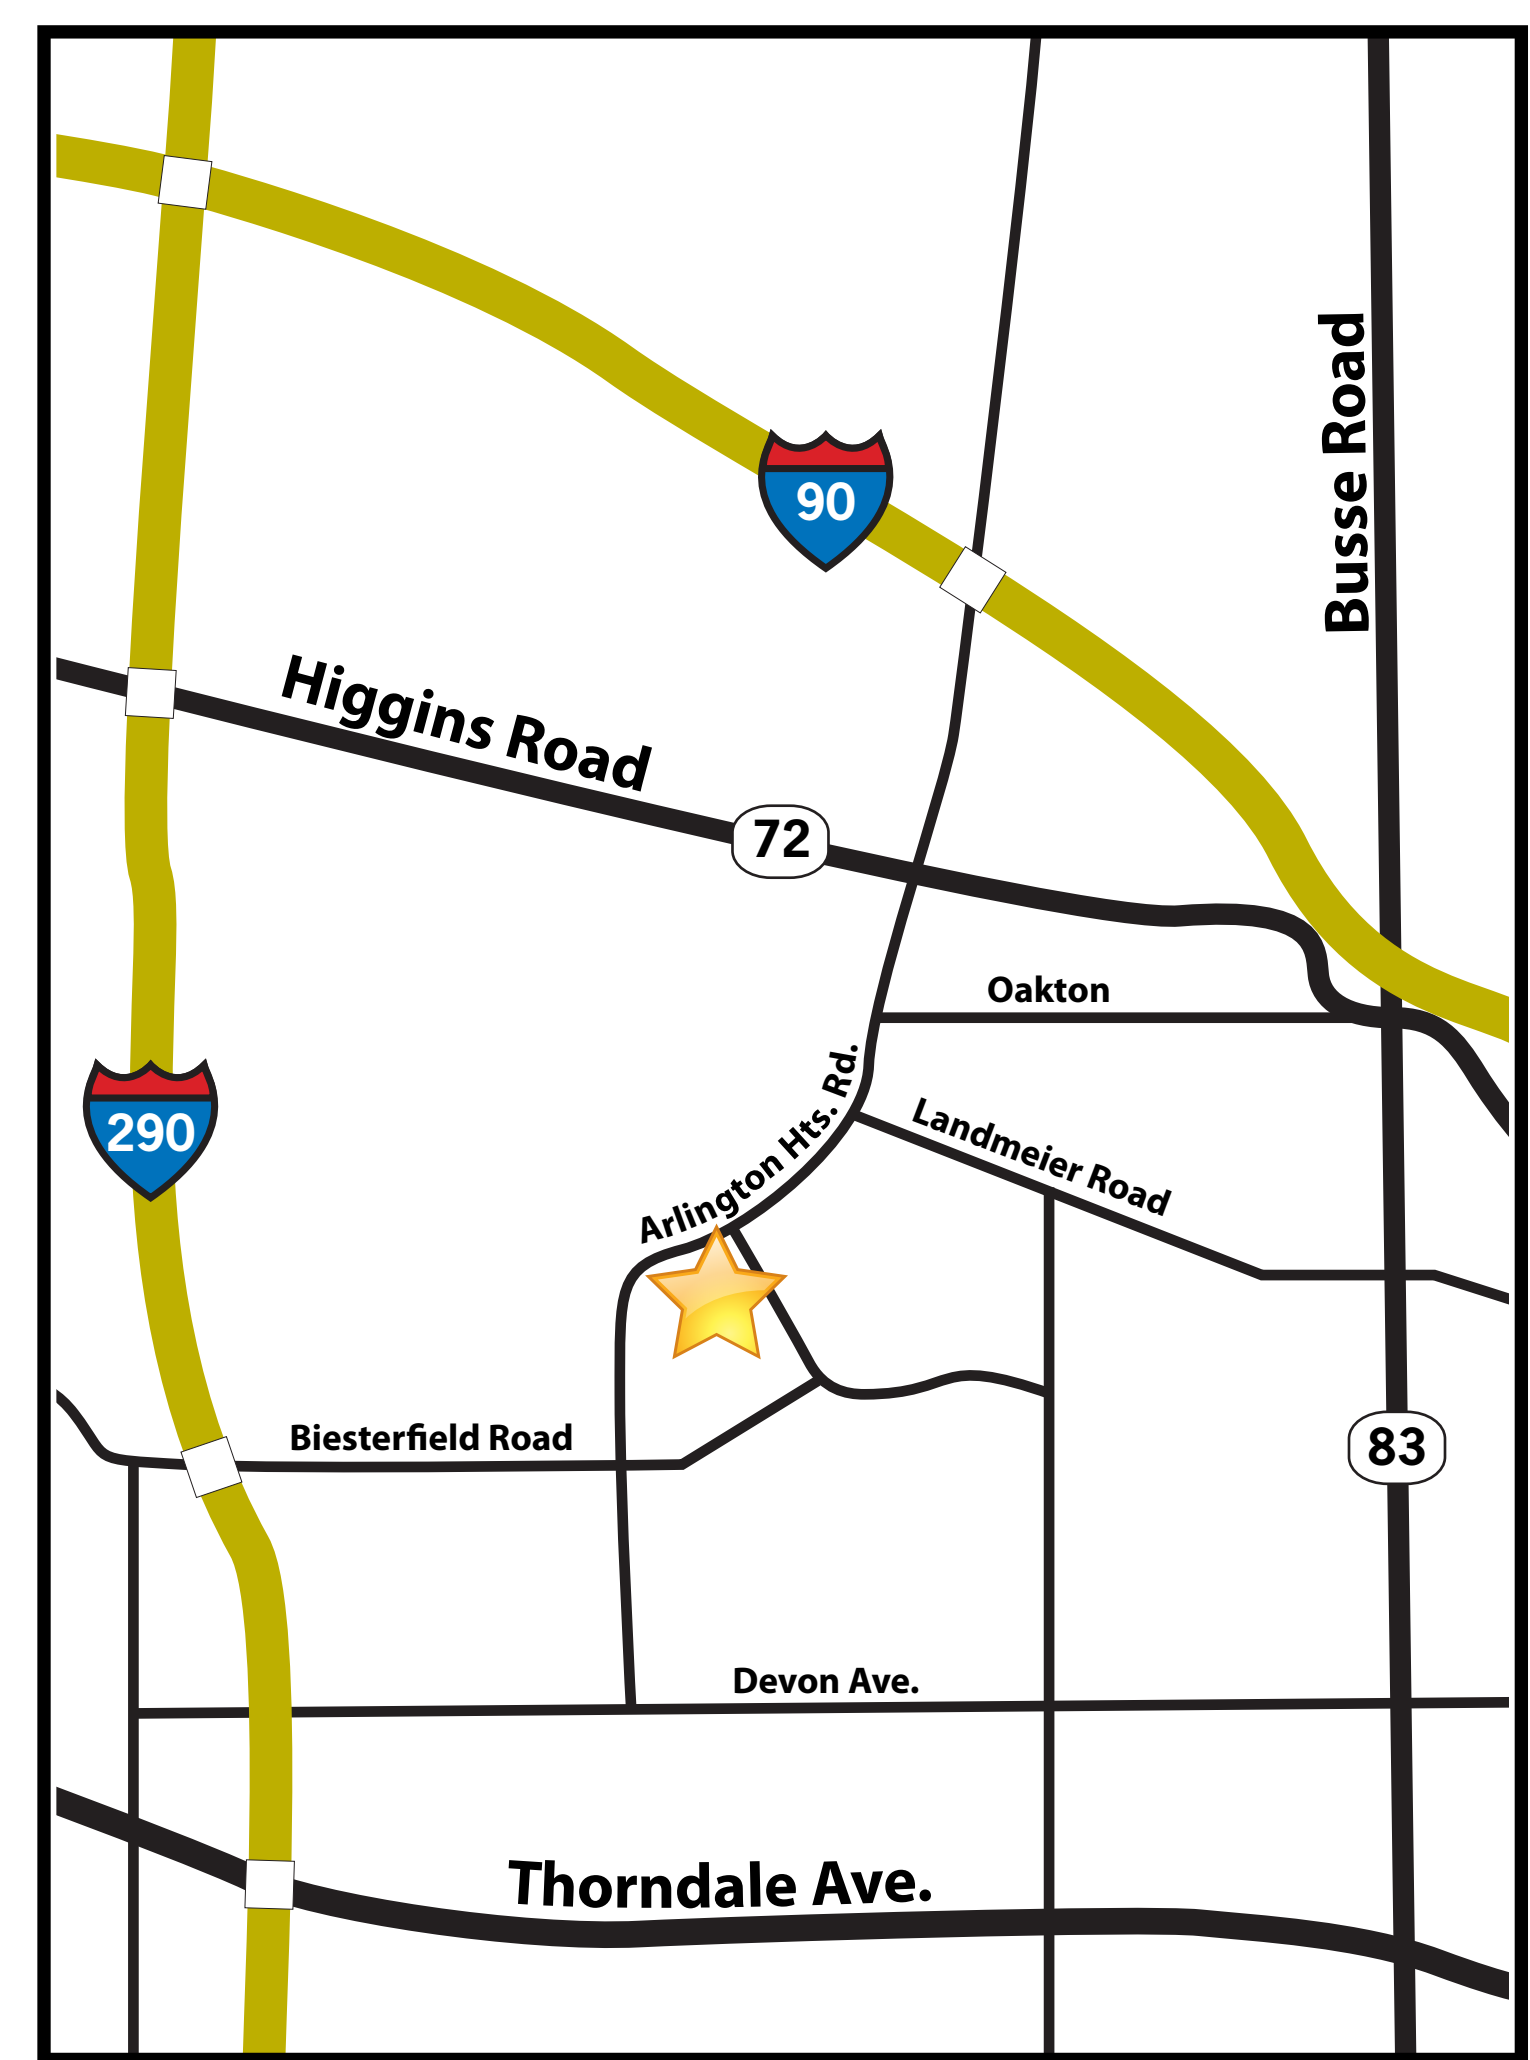 Busse Road
90
Higgins Road
72
Oakton
Arlington Hts. Rd.
Landmeier Road
290
Biesterfield Road
83
Devon Ave.
Thorndale Ave.